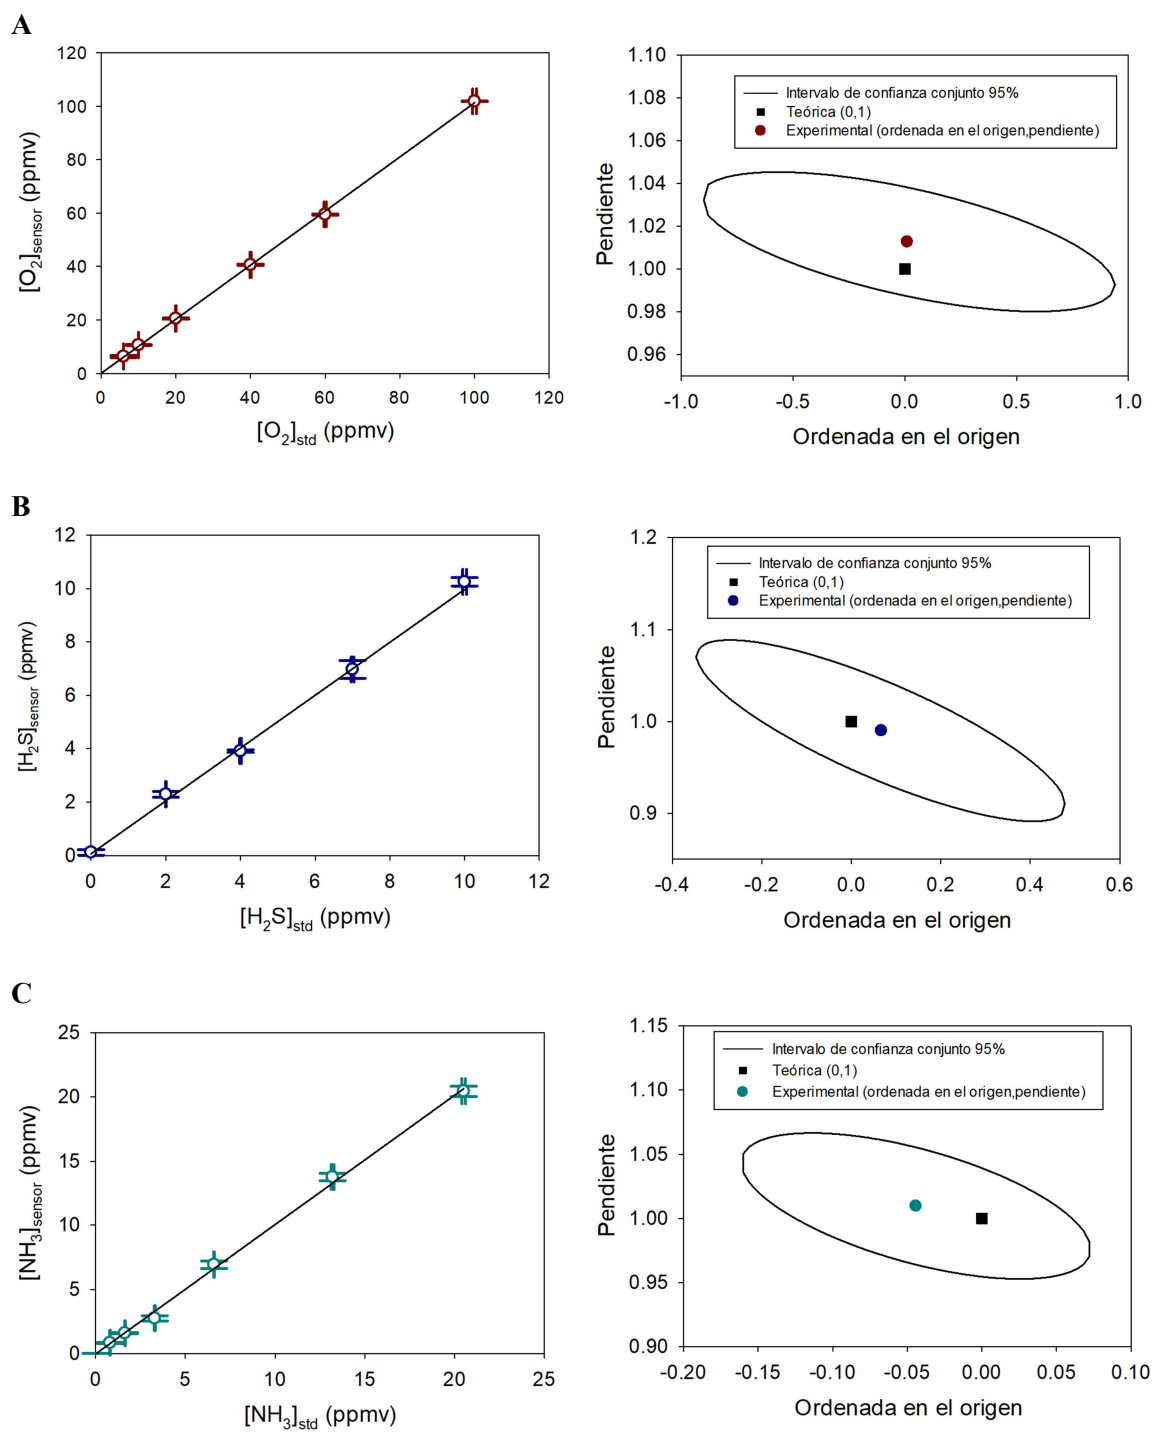 A
120
100
80
60
40
20
0
0 20 40 60 80 100 120
[O2]sensor (ppmv)
[O2]std (ppmv)
1.10
1.08
1.06
1.04
1.02
1.00
0.98
0.96
-1.0 -0.5 0.0 0.5 1.0
Pendiente
Ordenada en el origen
Intervalo de confianza conjunto 95%
Teórica (0,1)
Experimental (ordenada en el origen,pendiente)
B
12
10
8
6
4
2
0
0 2 4 6 8 10 12
[H2S]sensor (ppmv)
[H2S]std (ppmv)
1.2
1.1
1.0
0.9
-0.4 -0.2 0.0 0.2 0.4 0.6
Pendiente
Ordenada en el origen
Intervalo de confianza conjunto 95%
Teórica (0,1)
Experimental (ordenada en el origen,pendiente)
C
25
20
15
10
5
0
0 5 10 15 20 25
[NH3]sensor (ppmv)
[NH3]std (ppmv)
1.15
1.10
1.05
1.00
0.95
0.90
-0.20 -0.15 -0.10 -0.05 0.00 0.05 0.10
Pendiente
Ordenada en el origen
Intervalo de confianza conjunto 95%
Teórica (0,1)
Experimental (ordenada en el origen,pendiente)